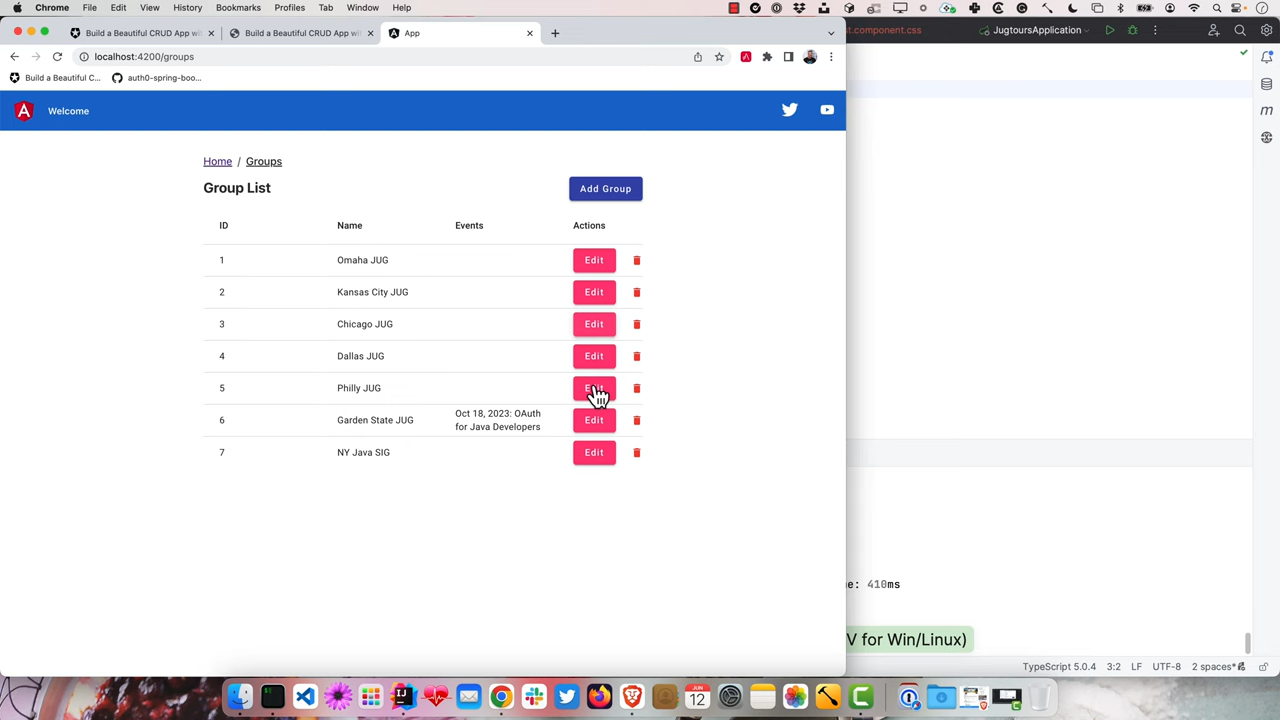 Chrome File Edit View History Bookmarks Profiles Tab Window Help
Build a Beautiful CRUD App wi
Build a Beautiful CRUD App wi
App
localhost:4200/groups
Build a Beautiful C...
auth0-spring-boo...
t.component.css
JugtoursApplication
Welcome
Home / Groups
Group List
Add Group
ID Name Events Actions
1 Omaha JUG Edit
2 Kansas City JUG Edit
3 Chicago JUG Edit
4 Dallas JUG Edit
5 Philly JUG
6 Garden State JUG Oct 18, 2023: OAuth
for Java Developers Edit
7 NY Java SIG Edit
e: 410ms
V for Win/Linux)
TypeScript 5.0.4 3:2 LF UTF-8 2 spaces*
JUN
12